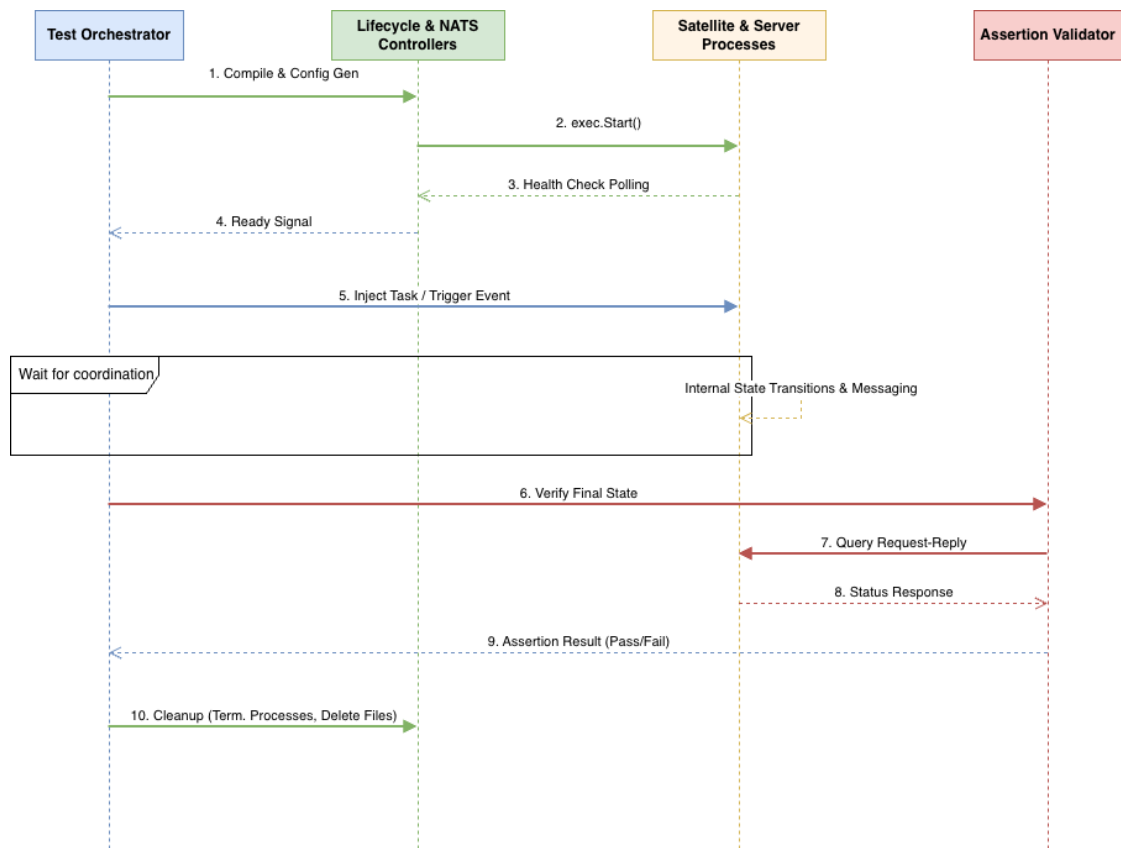 Test Orchestrator
Lifecycle & NATS
Controllers
Satellite & Server
Processes
Assertion Validator
1. Compile & Config Gen
2. exec.Start()
3. Health Check Polling
4. Ready Signal
5. Inject Task / Trigger Event
Wait for coordination
Internal State Transitions & Messaging
6. Verify Final State
7. Query Request-Reply
8. Status Response
9. Assertion Result (Pass/Fail)
10. Cleanup (Term. Processes, Delete Files)